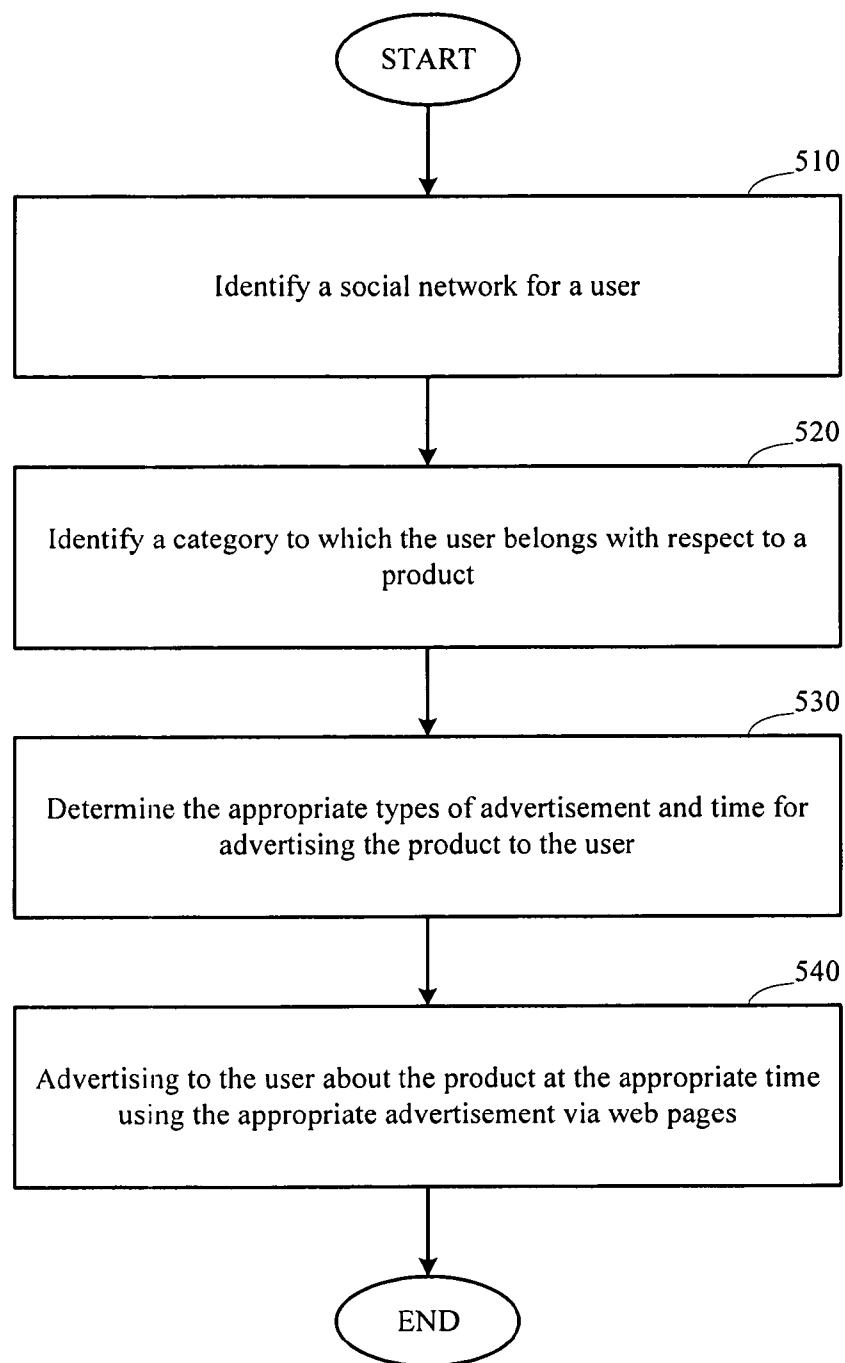 START
510
Identify a social network for a user
520
Identify a category to which the user belongs with respect to a
product
530
Determine the appropriate types of advertisement and time for
advertising the product to the user
540
Advertising to the user about the product at the appropriate time
using the appropriate advertisement via web pages
END